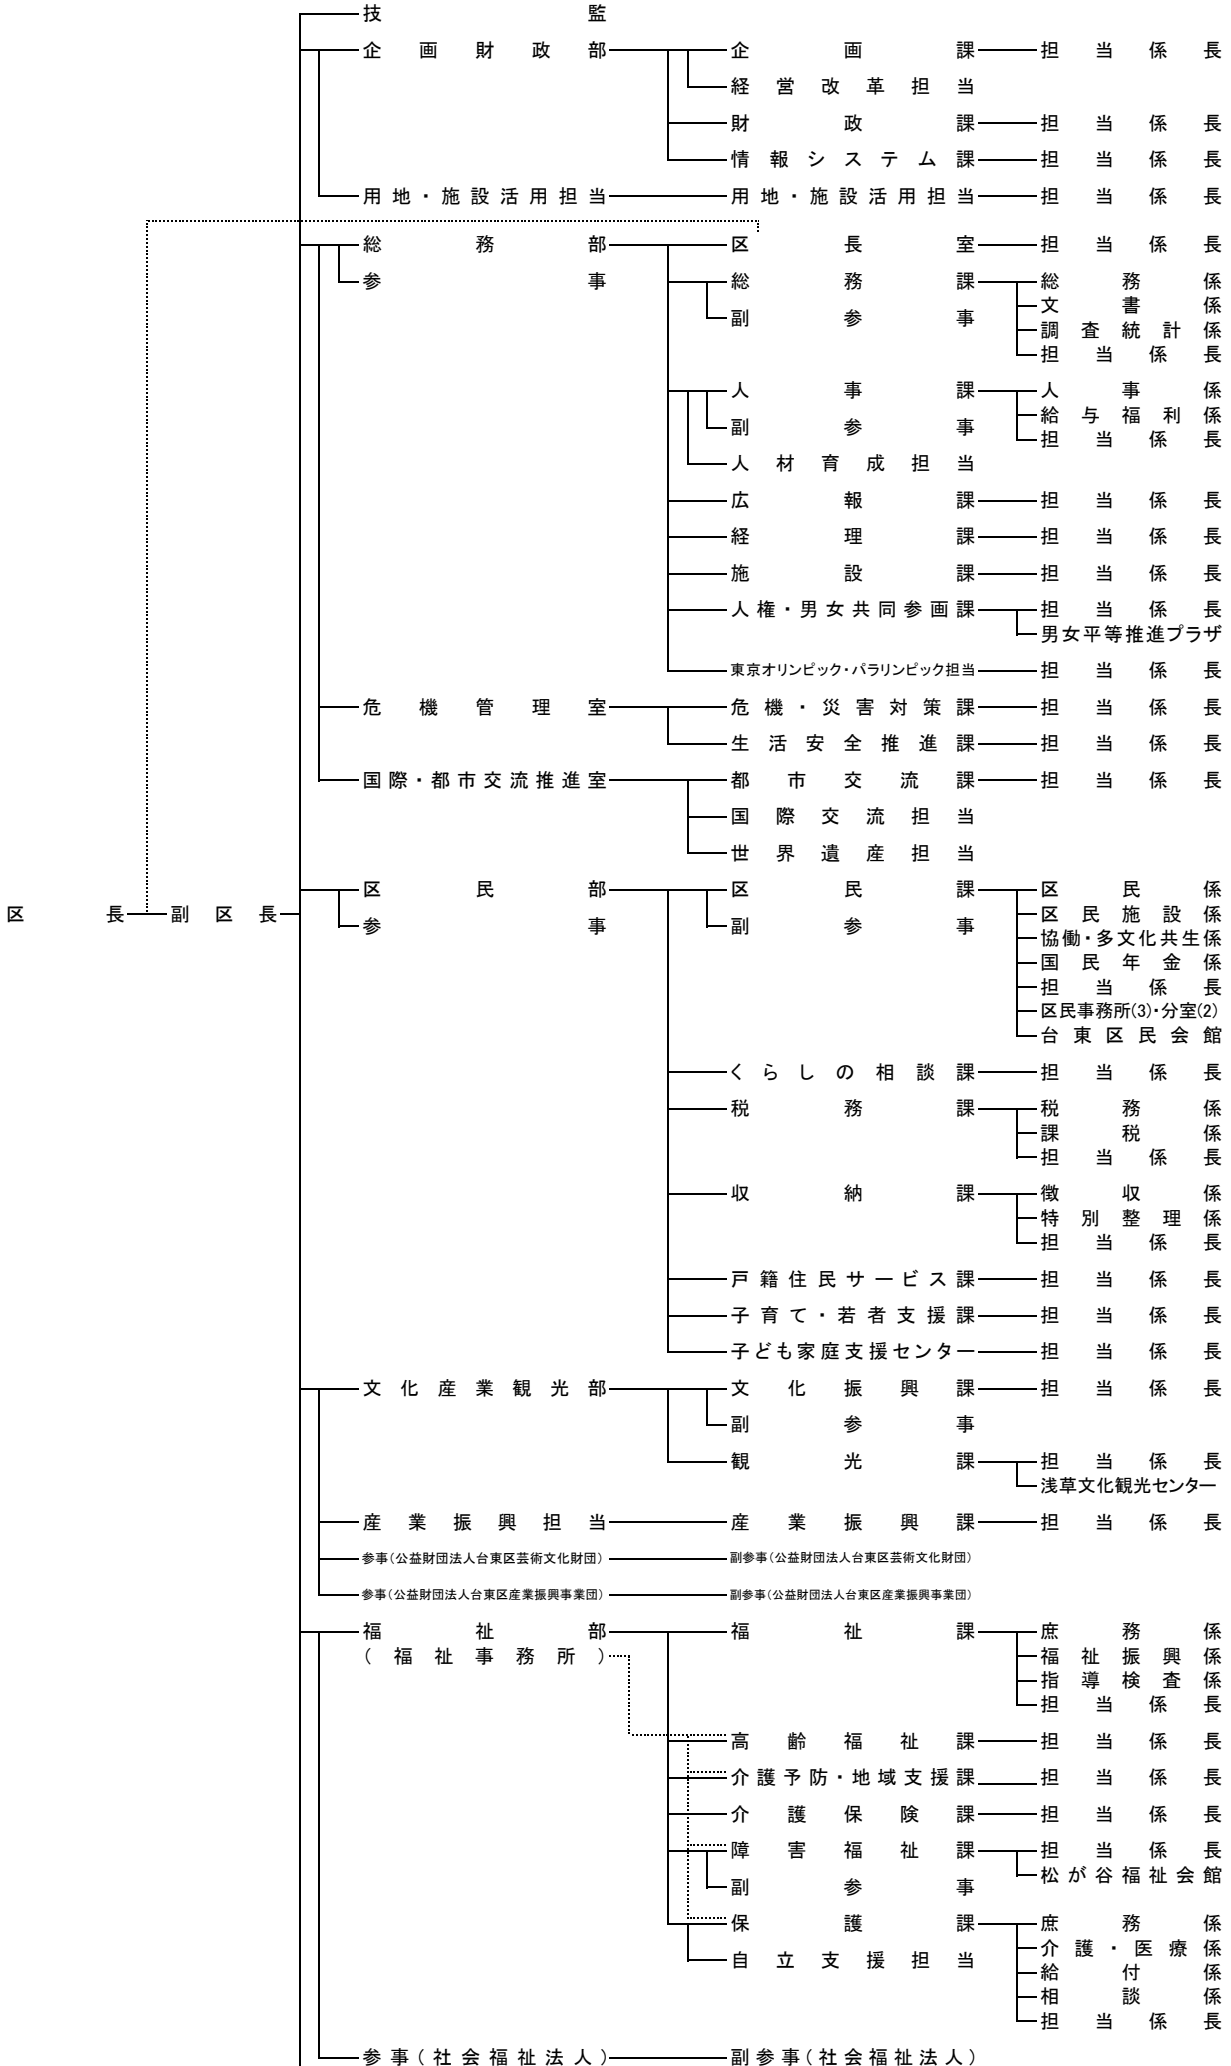 技監
企画財政部 企画課 担当係長
経営改革担当
財政課 担当係長
情報システム課 担当係長
用地・施設活用担当 用地・施設活用担当 担当係長
総務部 区長室 担当係長
参事 総務課 総務係
文書係
副参事
調査統計係
担当係長
人事課 人事係
給与福利係
副参事
担当係長
人材育成担当
広報課 担当係長
経理課 担当係長
施設課 担当係長
人権・男女共同参画課 担当係長
男女平等推進プラザ
東京オリンピック・パラリンピック担当 担当係長
危機管理室 危機・災害対策課 担当係長
生活安全推進課 担当係長
国際・都市交流推進室 都市交流課 担当係長
国際交流担当
世界遺産担当
区民部 区民課 区民係
区長 副区長 区民施設係
参事 副参事
協働・多文化共生係
国民年金係
担当係長
区民事務所(3)・分室(2)
台東区民会館
くらしの相談課 担当係長
税務課 税務係
課税係
担当係長
収納課 徴収係
特別整理係
担当係長
戸籍住民サービス課 担当係長
子育て・若者支援課 担当係長
子ども家庭支援センター 担当係長
文化産業観光部 文化振興課 担当係長
副参事
観光課 担当係長
浅草文化観光センター
産業振興担当 産業振興課 担当係長
参事(公益財団法人台東区芸術文化財団) 副参事(公益財団法人台東区芸術文化財団)
参事(公益財団法人台東区産業振興事業団) 副参事(公益財団法人台東区産業振興事業団)
福祉部 福祉課 庶務係
(福祉事務所) 福祉振興係
指導検査係
担当係長
高齢福祉課 担当係長
介護予防・地域支援課 担当係長
介護保険課 担当係長
障害福祉課 担当係長
松が谷福祉会館
副参事
保護課 庶務係
介護・医療係
自立支援担当
給付係
相談係
担当係長
参事(社会福祉法人) 副参事(社会福祉法人)